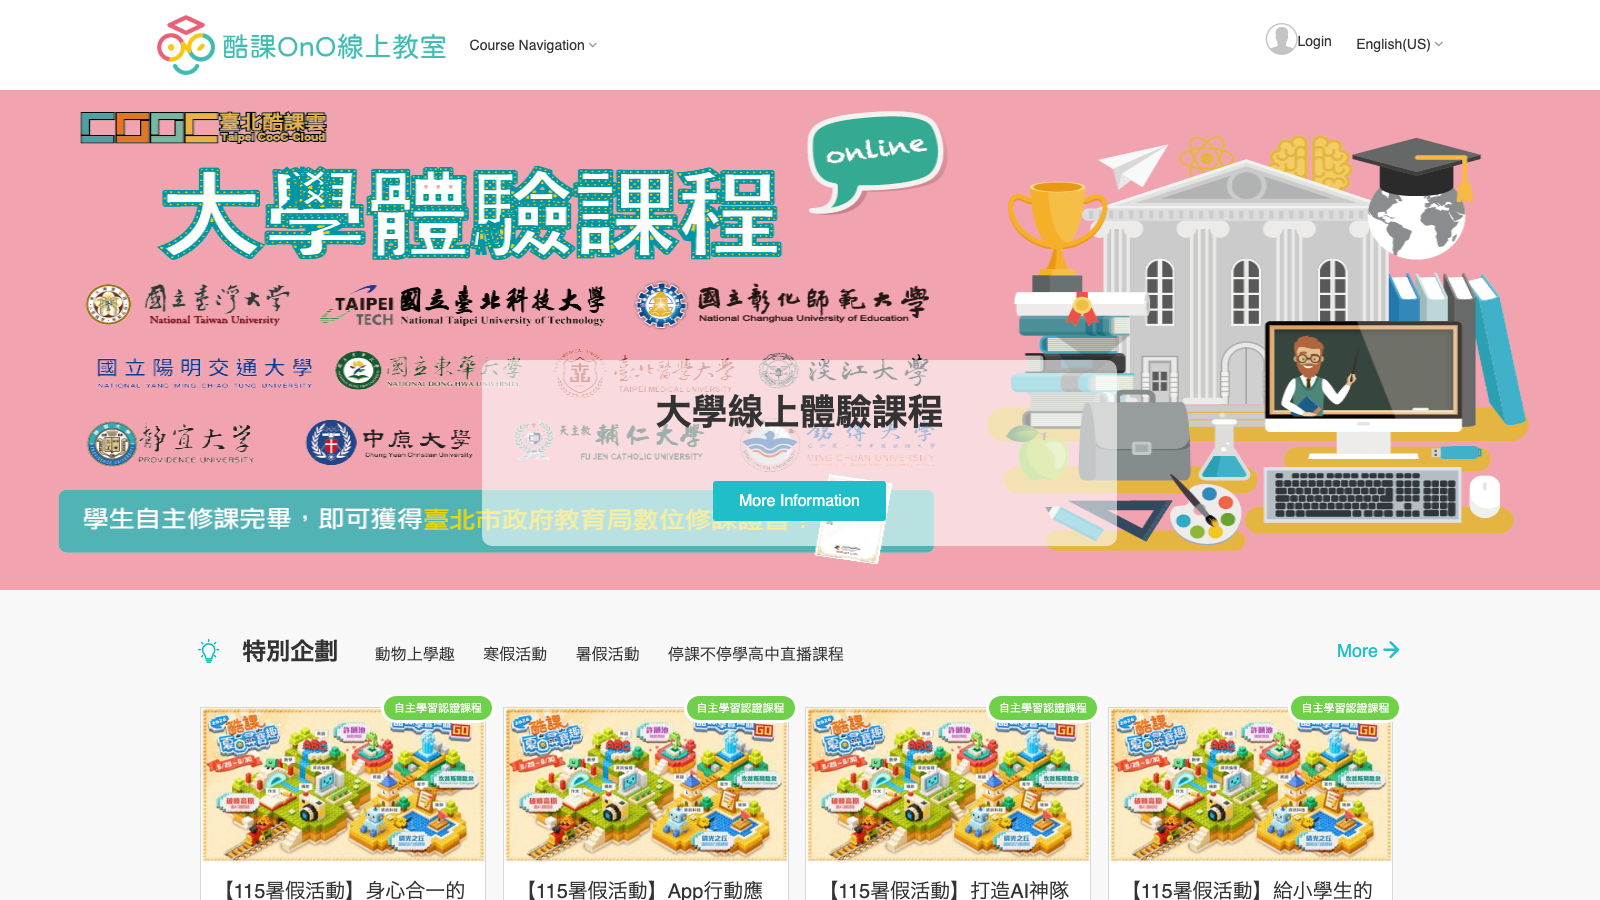 酷課OnO線上教室
Course Navigation
Login
English(US)
臺北酷課雲
Taipei CooC-Cloud
online
大學體驗課程
國立臺灣大學
National Taiwan University
TAIPEI TECH
國立臺北科技大學
National Taipei University of Technology
國立彰化師範大學
National Changhua University of Education
國立陽明交通大學
NATIONAL YANG MING CHIAO TUNG UNIVERSITY
國立東華大學
NATIONAL DONG HWA UNIVERSITY
臺北醫學大學
TAIPEI MEDICAL UNIVERSITY
淡江大學
大學線上體驗課程
靜宜大學
PROVIDENCE UNIVERSITY
中原大學
Chung Yuan Christian University
天主教輔仁大學
FU JEN CATHOLIC UNIVERSITY
銘傳大學
MING CHUAN UNIVERSITY
More Information
學生自主修課完畢，即可獲得臺北市政府教育局數位修課證書！
特別企劃
動物上學趣
寒假活動
暑假活動
停課不停學高中直播課程
More
自主學習認證課程
自主學習認證課程
自主學習認證課程
自主學習認證課程
【115暑假活動】身心合一的
【115暑假活動】App行動應
【115暑假活動】打造AI神隊
【115暑假活動】給小學生的